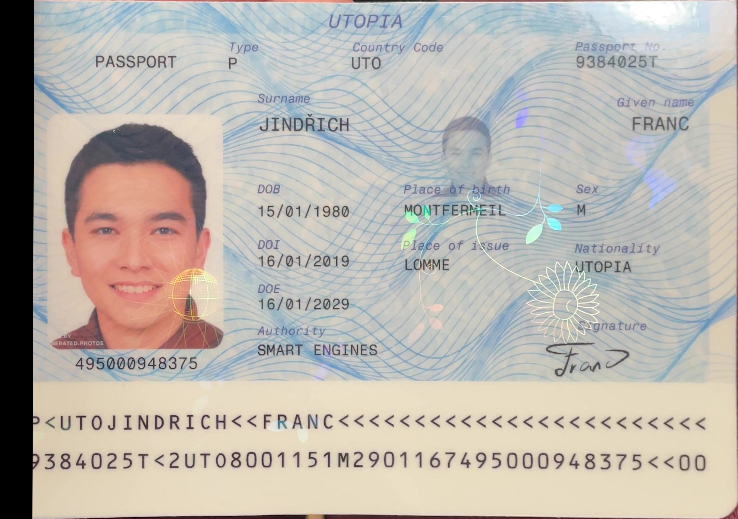 UTOPIA
PASSPORT
Type
P
Country Code
UTO
Passport No.
9384025T
Surname
JINDŘICH
Given name
FRANC
DOB
15/01/1980
Place of birth
MONTFERMEIL
Sex
M
DOI
16/01/2019
Place of issue
LOMME
Nationality
UTOPIA
DOE
16/01/2029
Authority
SMART ENGINES
Signature
Franc
495000948375
P<UTOJINDRICH<<FRANC<<<<<<<<<<<<<<<<<<<<<<<<
9384025T<2UTO8001151M2901167495000948375<<00